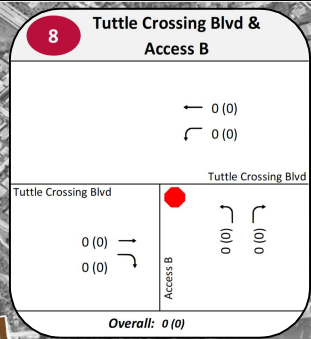 8
Tuttle Crossing Blvd &
Access B
0 (0)
0 (0)
Tuttle Crossing Blvd
Tuttle Crossing Blvd
0 (0)
0 (0)
Access B
0 (0)
0 (0)
Overall: 0 (0)